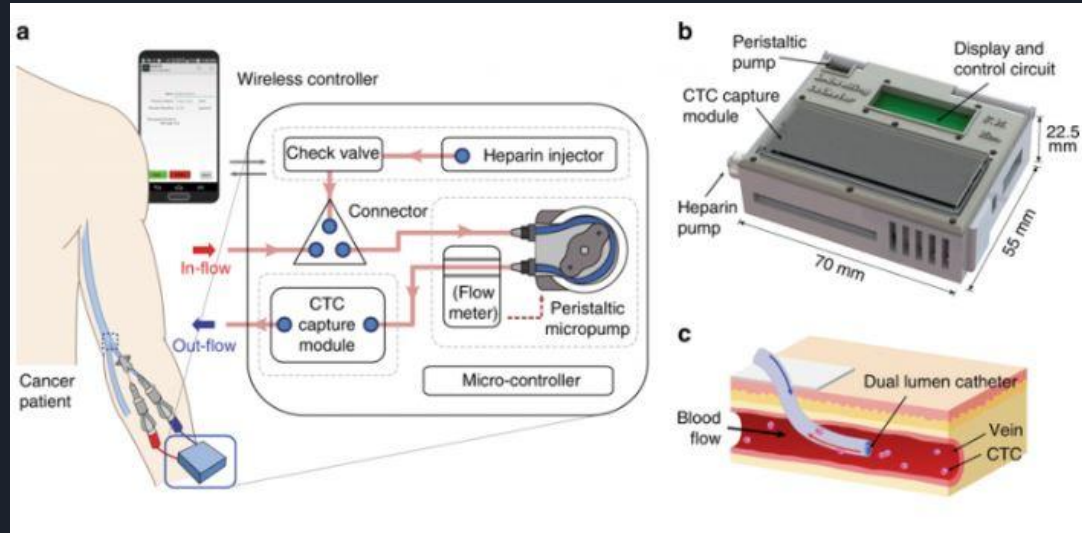 a
Wireless controller
Check valve
Heparin injector
Connector
In-flow
(Flow
meter)
Peristaltic
micropump
CTC
capture
module
Out-flow
Micro-controller
Cancer
patient
b
Peristaltic
pump
Display and
control circuit
CTC capture
module
22.5
mm
Heparin
pump
70 mm
55 mm
c
Dual lumen catheter
Blood
flow
Vein
CTC